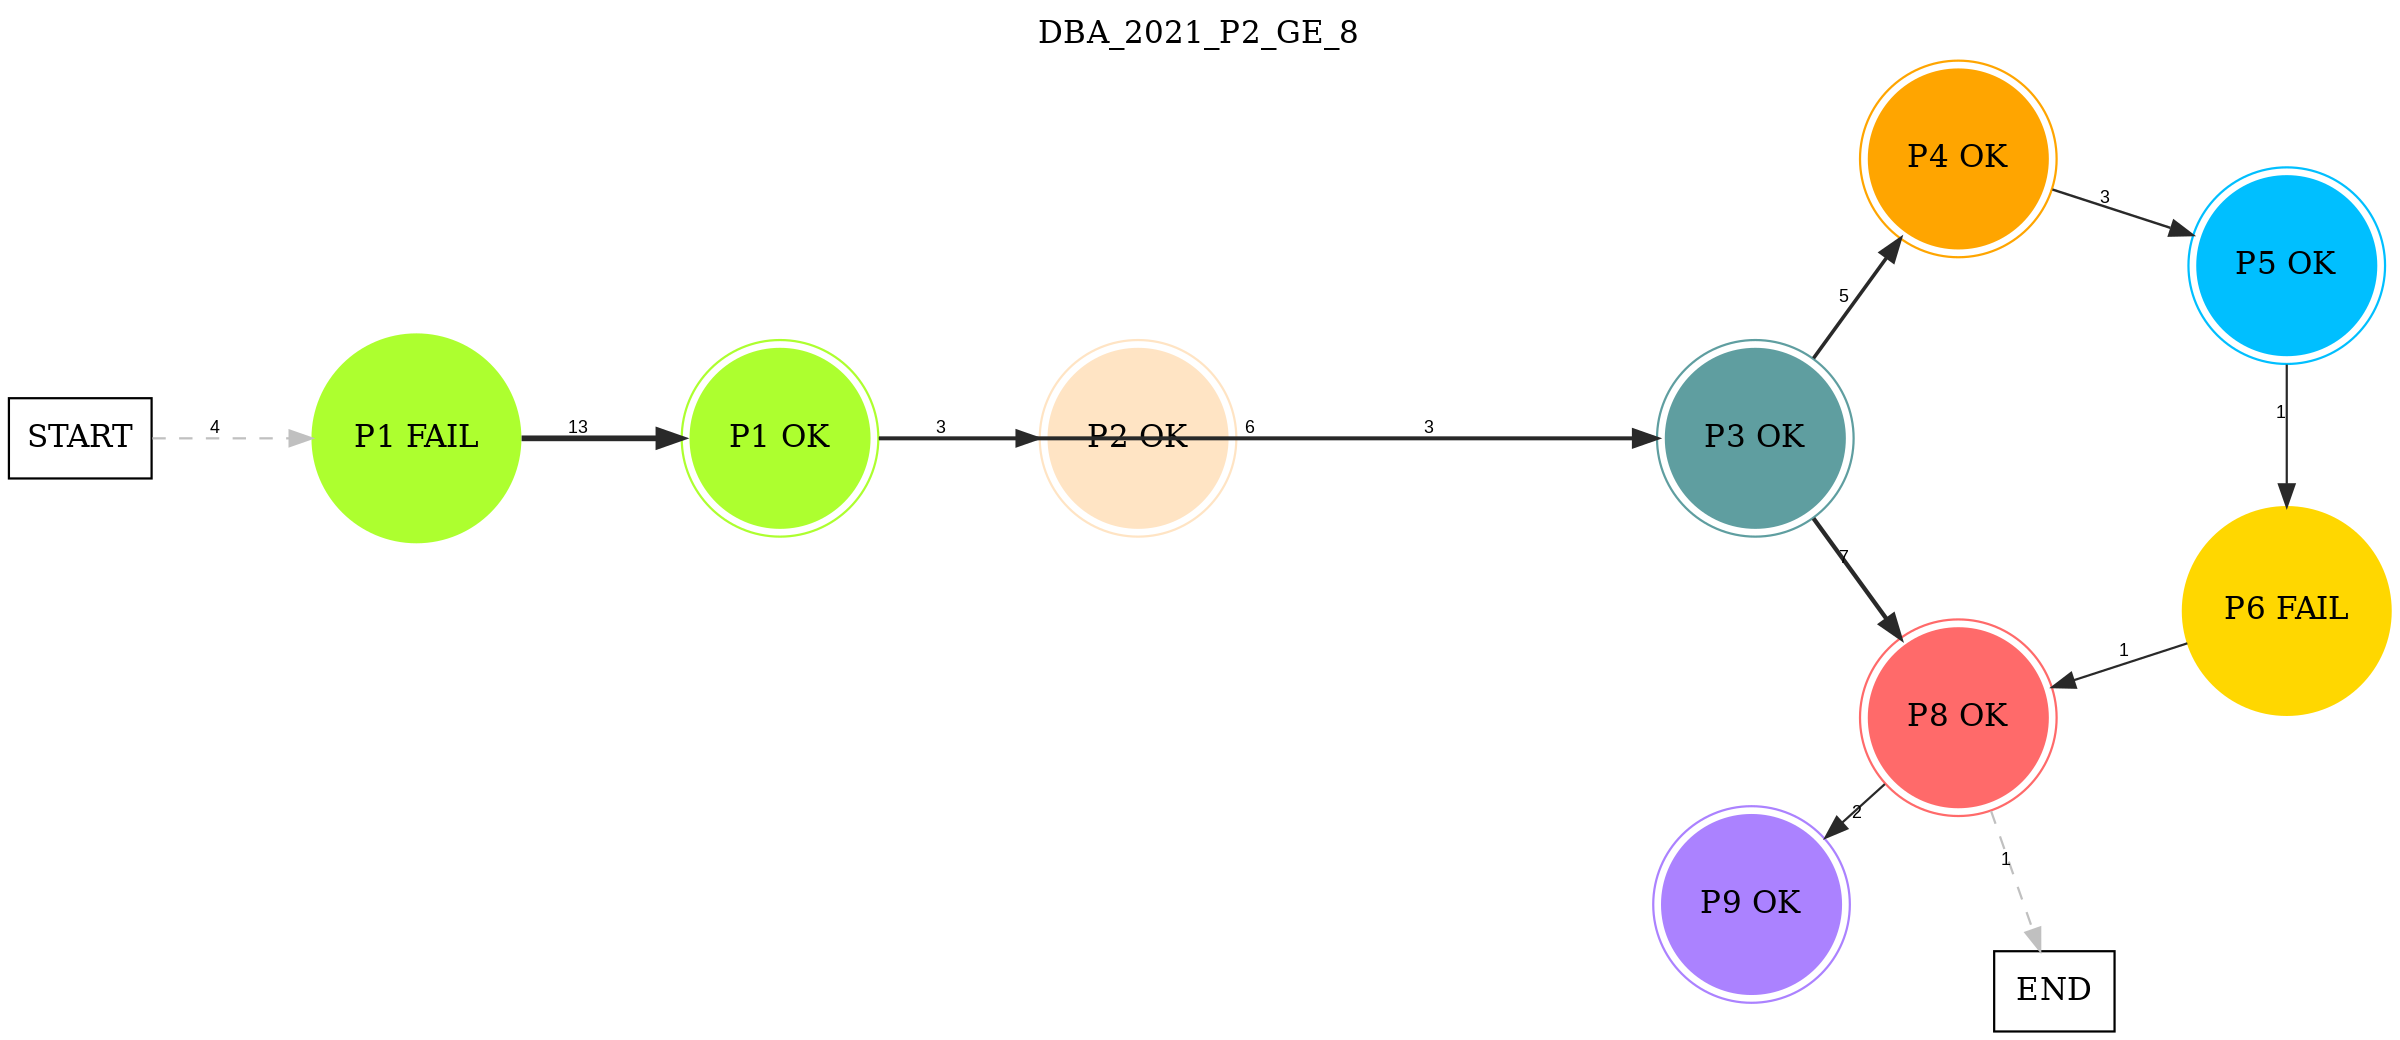 DBA_2021_P2_GE_8
P4 OK
3
P5 OK
5
START
4
P1 FAIL
13
P1 OK
3
P2 OK
6
3
P3 OK
1
7
P6 FAIL
1
P8 OK
2
1
P9 OK
END